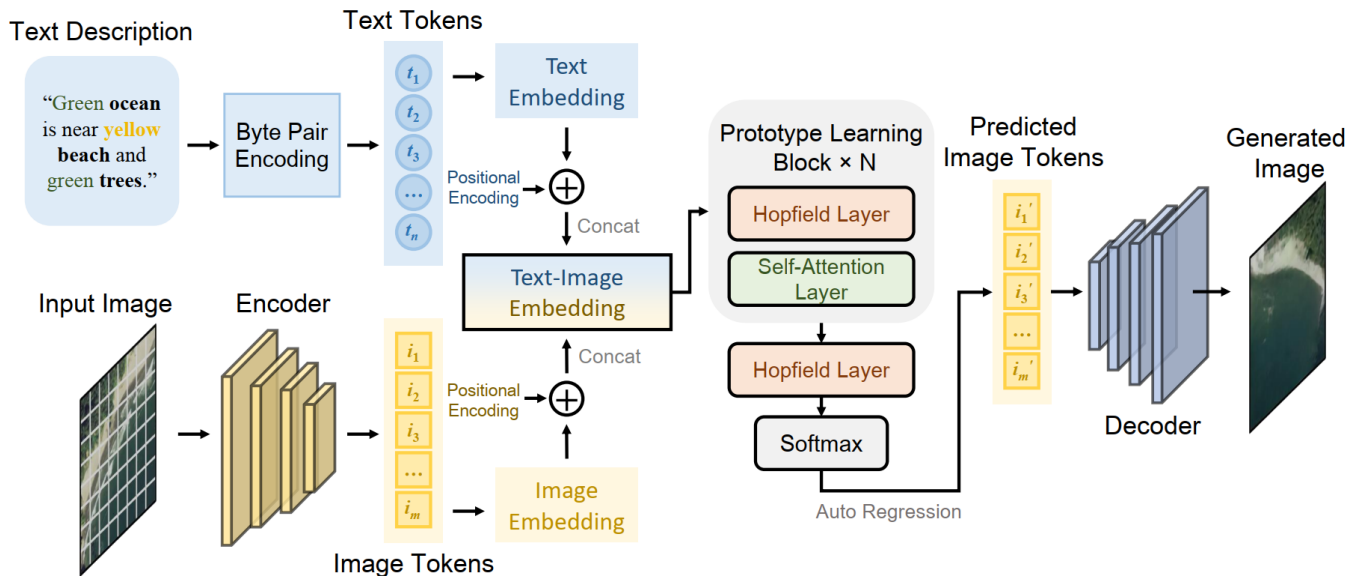 Text Description
“Green ocean
is near yellow
beach and
green trees.”
Byte Pair
Encoding
Text Tokens
t1
t2
t3
...
tn
Text
Embedding
Positional
Encoding
Concat
Text-Image
Embedding
Input Image
Encoder
i1
i2
i3
...
im
Image Tokens
Concat
Positional
Encoding
Image
Embedding
Prototype Learning
Block × N
Hopfield Layer
Self-Attention
Layer
Hopfield Layer
Softmax
Auto Regression
Predicted
Image Tokens
i1'
i2'
i3'
...
im'
Decoder
Generated
Image